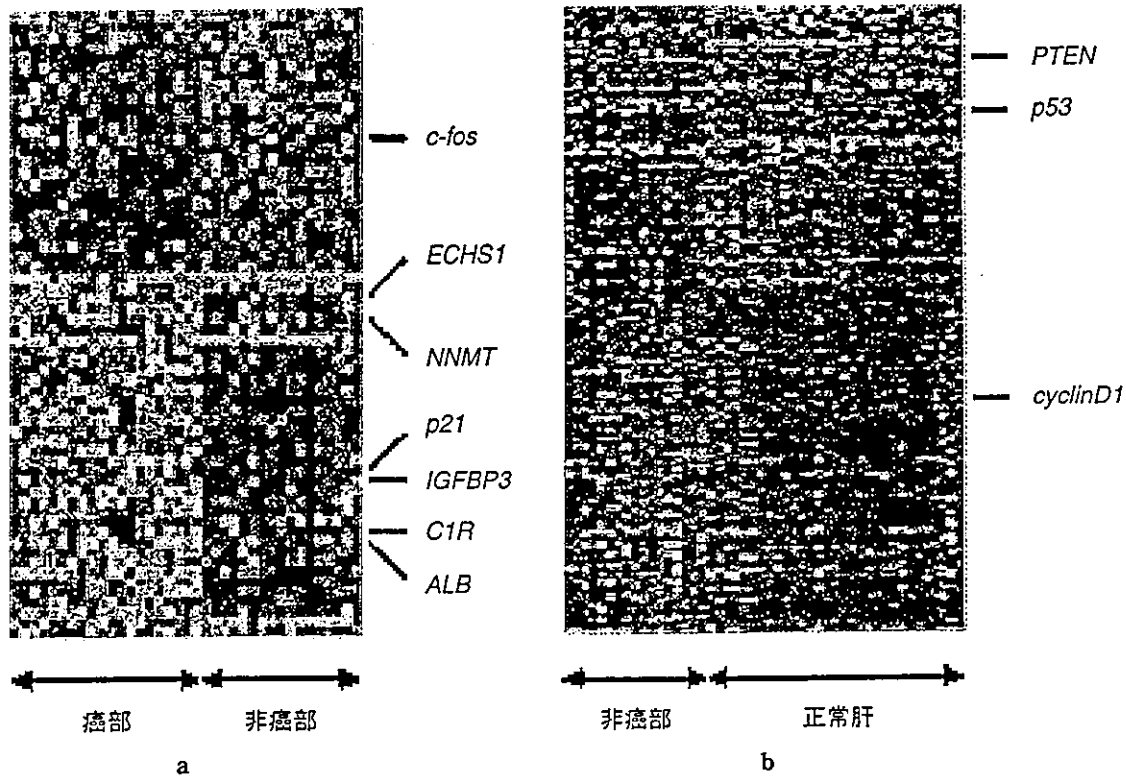 c-fos
ECHS1
NNMT
p21
IGFBP3
C1R
ALB
癌部
非癌部
a
PTEN
p53
cyclinD1
非癌部
正常肝
b